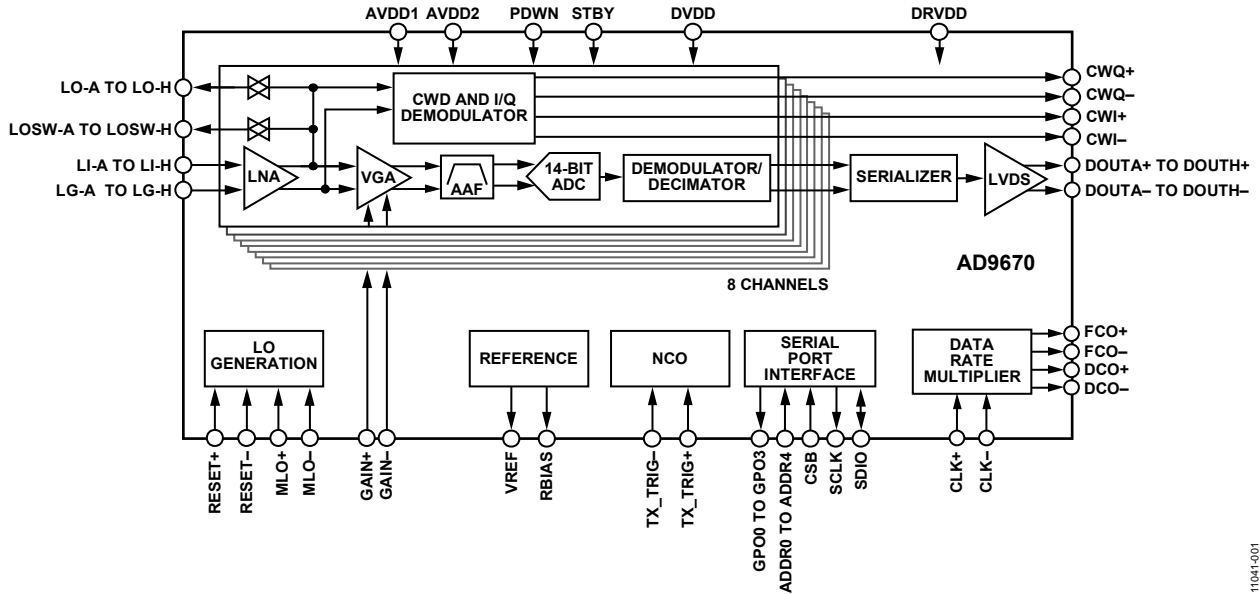 AVDD1 AVDD2 PDWN STBY DVDD DRVDD
LO-A TO LO-H
LOSW-A TO LOSW-H
LI-A TO LI-H
LG-A TO LG-H
CWD AND I/Q
DEMODULATOR
LNA
VGA
AAF
14-BIT
ADC
DEMODULATOR/
DECIMATOR
SERIALIZER
LVDS
CWQ+
CWQ–
CWI+
CWI–
DOUTA+ TO DOUTH+
DOUTA– TO DOUTH–
8 CHANNELS
AD9670
LO
GENERATION
REFERENCE
NCO
SERIAL
PORT
INTERFACE
DATA
RATE
MULTIPLIER
FCO+
FCO–
DCO+
DCO–
RESET+
RESET–
MLO+
MLO–
GAIN+
GAIN–
VREF
RBIAS
TX_TRIG–
TX_TRIG+
GPO0 TO GPO3
ADDR0 TO ADDR4
CSB
SCLK
SDIO
CLK+
CLK–
11041-001